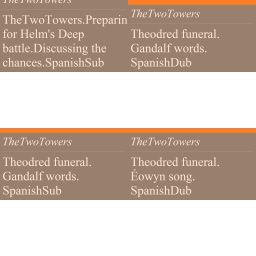 TheTwoTowers
TheTwoTowers.Preparin
for Helm's Deep
battle.Discussing the
chances.SpanishSub
TheTwoTowers
Theodred funeral.
Gandalf words.
SpanishDub
TheTwoTowers
Theodred funeral.
Gandalf words.
SpanishSub
TheTwoTowers
Theodred funeral.
Éowyn song.
SpanishDub